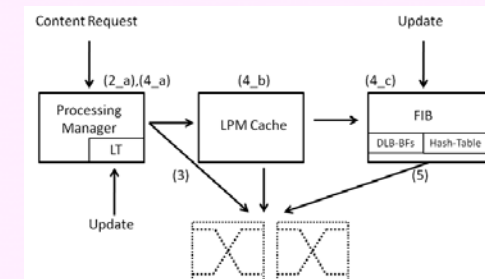 Content Request
Update
(2_a),(4_a)
(4_b)
(4_c)
Processing
Manager
LT
LPM Cache
FIB
DLB-BFs
Hash-Table
(3)
(5)
Update